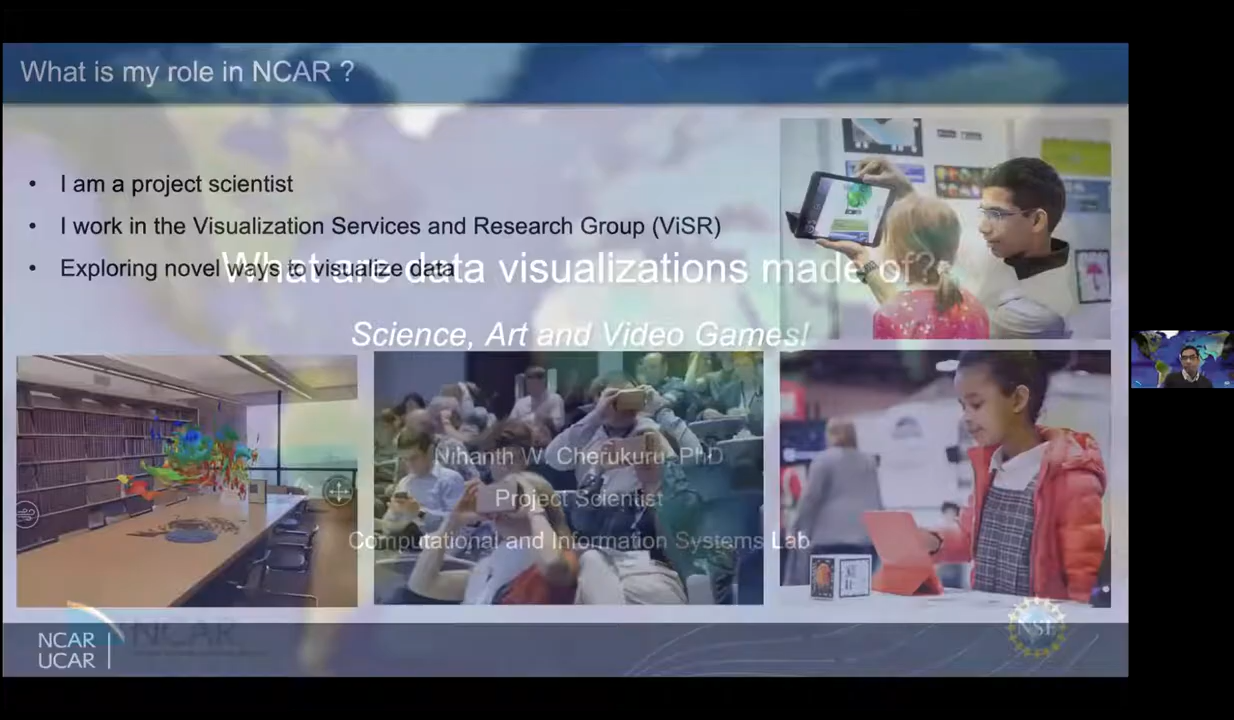 What is my role in NCAR ?
• I am a project scientist
• I work in the Visualization Services and Research Group (ViSR)
• Exploring novel ways to visualize data
What are data visualizations made of?
Science, Art and Video Games!
Nihanth W. Cherukuru, PhD
Project Scientist
Computational and Information Systems Lab
NCAR
UCAR
NCAR
NSF